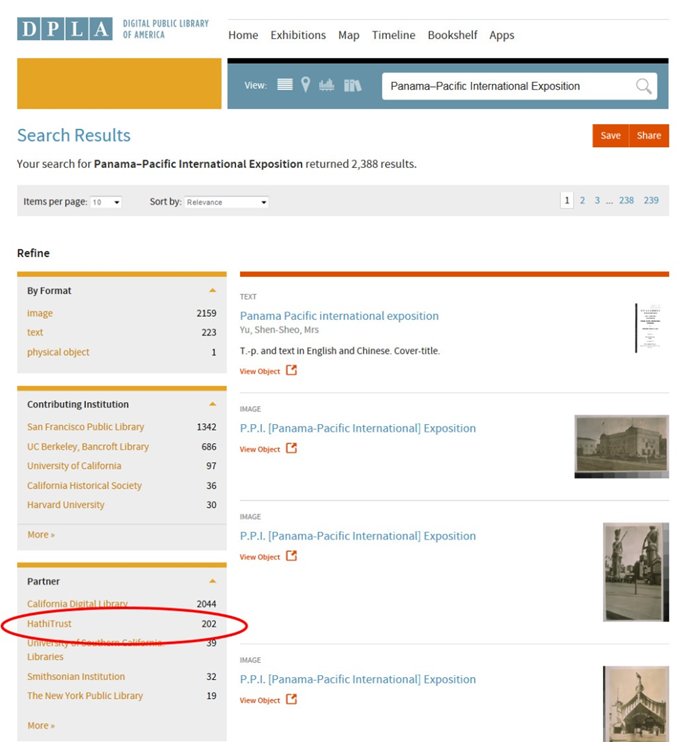 DPLA DIGITAL PUBLIC LIBRARY
OF AMERICA
Home Exhibitions Map Timeline Bookshelf Apps
View:
Panama–Pacific International Exposition
Search Results
Save Share
Your search for Panama–Pacific International Exposition returned 2,388 results.
Items per page: 10 Sort by: Relevance 1 2 3 ... 238 239
Refine
By Format
image 2159
text 223
physical object 1
Contributing Institution
San Francisco Public Library 1342
UC Berkeley, Bancroft Library 686
University of California 97
California Historical Society 36
Harvard University 30
More »
Partner
California Digital Library 2044
HathiTrust 202
University of Southern California 39
Libraries
Smithsonian Institution 32
The New York Public Library 19
More »
TEXT
Panama Pacific international exposition
Yu, Shen-Sheo, Mrs
T.-p. and text in English and Chinese. Cover-title.
View Object
IMAGE
P.P.I. [Panama-Pacific International] Exposition
View Object
IMAGE
P.P.I. [Panama-Pacific International] Exposition
View Object
IMAGE
P.P.I. [Panama-Pacific International] Exposition
View Object